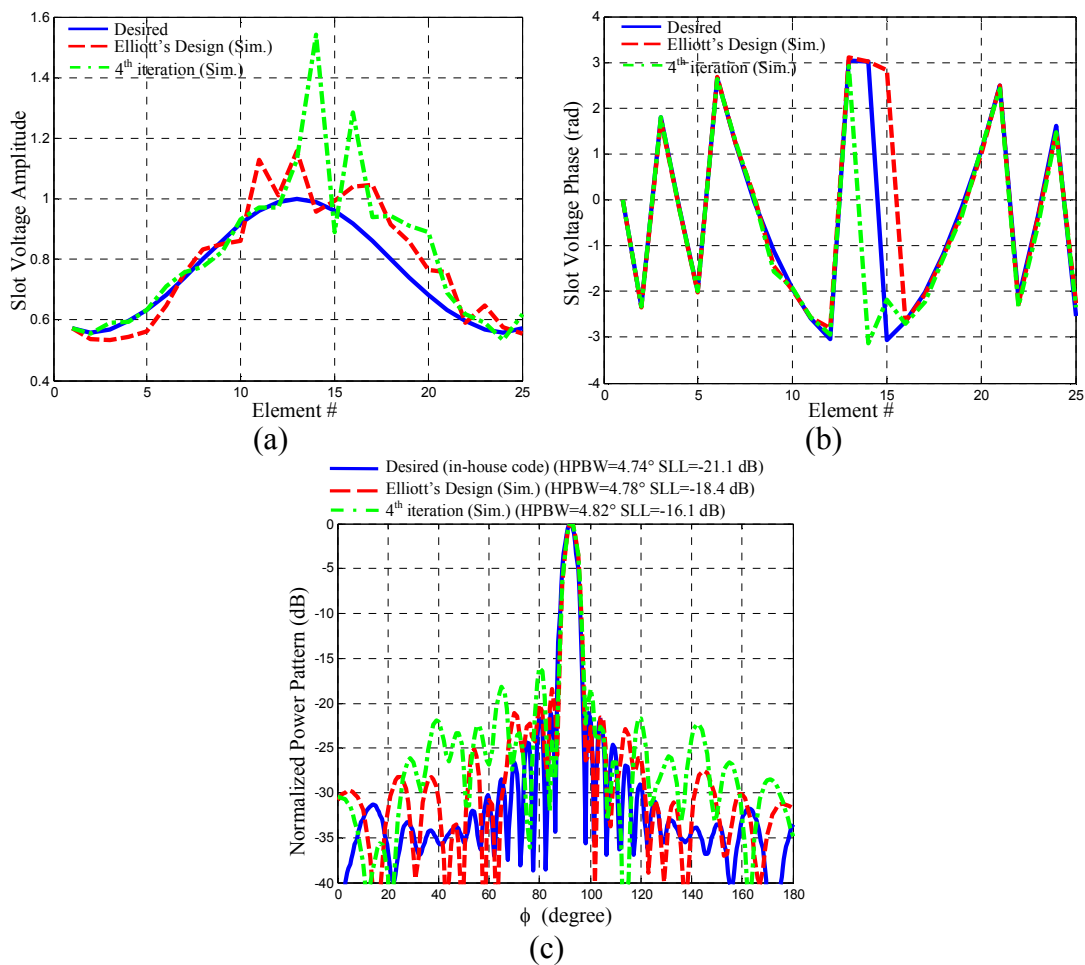 1.6
1.4
1.2
1
0.8
0.6
0.4
0
5
10
15
20
25
Slot Voltage Amplitude
Element #
Desired
Elliott's Design (Sim.)
4th iteration (Sim.)
(a)
4
3
2
1
0
-1
-2
-3
-4
0
5
10
15
20
25
Slot Voltage Phase (rad)
Element #
Desired
Elliott's Design (Sim.)
4th iteration (Sim.)
(b)
Desired (in-house code) (HPBW=4.74° SLL=-21.1 dB)
Elliott's Design (Sim.) (HPBW=4.78° SLL=-18.4 dB)
4th iteration (Sim.) (HPBW=4.82° SLL=-16.1 dB)
0
-5
-10
-15
-20
-25
-30
-35
-40
0
20
40
60
80
100
120
140
160
180
Normalized Power Pattern (dB)
ϕ (degree)
(c)